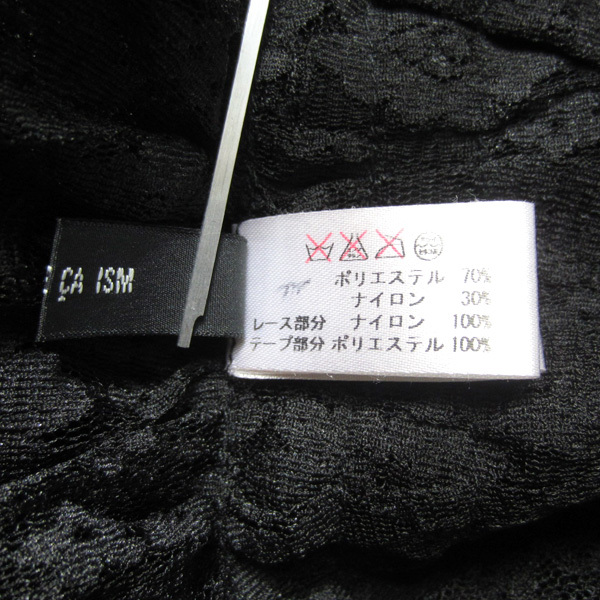 ÇA ISM
ポリエステル 70%
ナイロン 30%
レース部分 ナイロン 100%
テープ部分 ポリエステル 100%